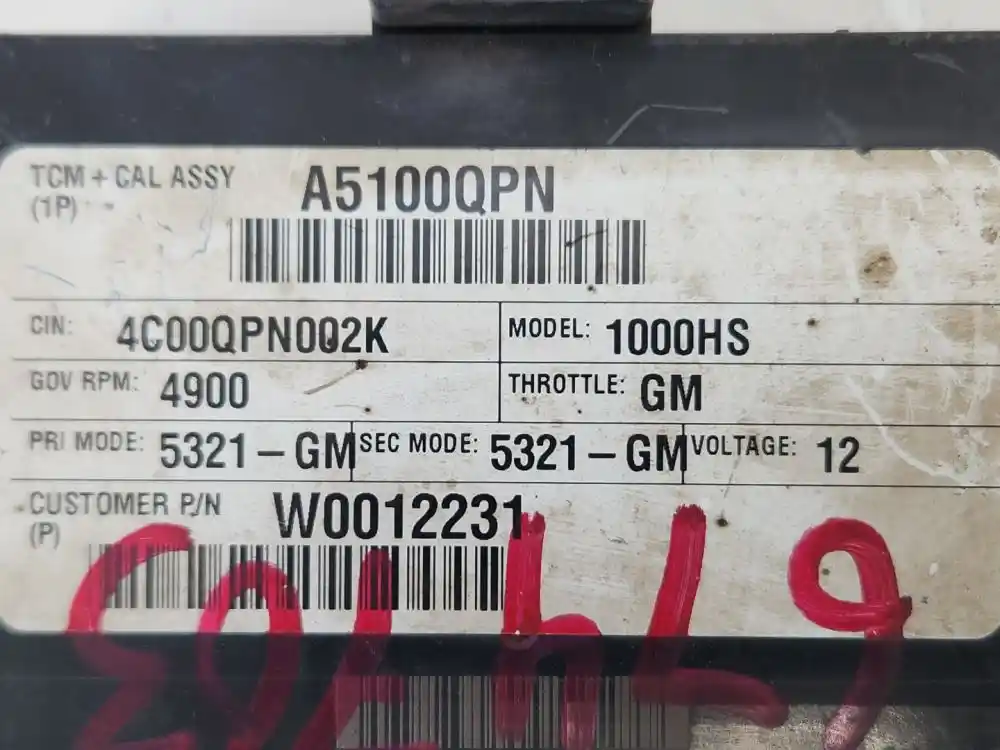 TCM + CAL ASSY A5100QPN
(1P)
CIN: 4C00QPN002K MODEL: 1000HS
GOV RPM: 4900 THROTTLE: GM
PRI MODE: 5321-GM SEC MODE: 5321-GM VOLTAGE: 12
CUSTOMER P/N W0012231
(P)